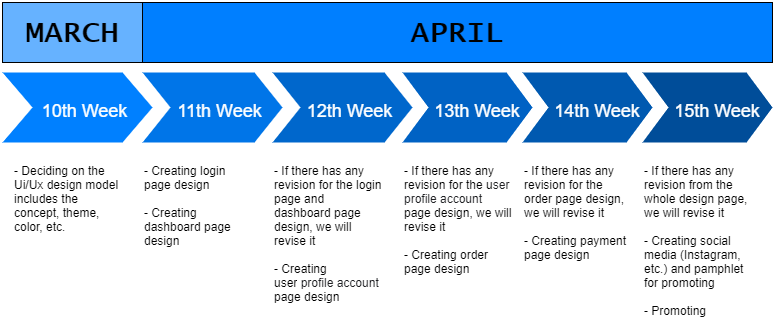 MARCH
APRIL
10th Week
11th Week
12th Week
13th Week
14th Week
15th Week
- Deciding on the
Ui/Ux design model
includes the
concept, theme,
color, etc.
- Creating login
page design
- Creating
dashboard page
design
- If there has any
revision for the login
page and
dashboard page
design, we will
revise it
- Creating
user profile account
page design
- If there has any
revision for the user
profile account
page design, we will
revise it
- Creating order
page design
- If there has any
revision for the
order page design,
we will revise it
- Creating payment
page design
- If there has any
revision from the
whole design page,
we will revise it
- Creating social
media (Instagram,
etc.) and pamphlet
for promoting
- Promoting